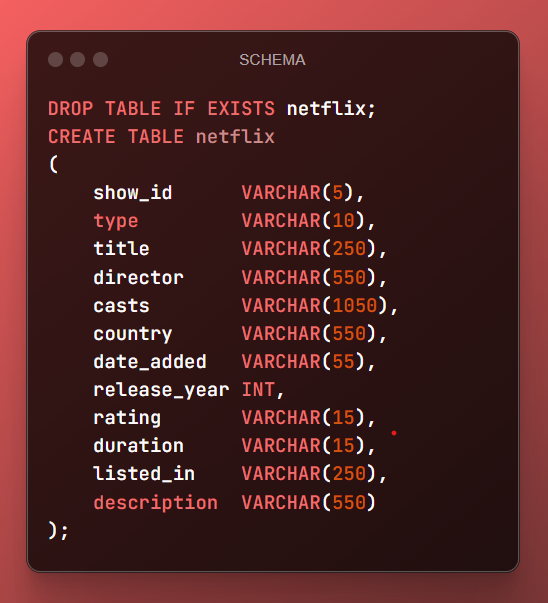 SCHEMA
DROP TABLE IF EXISTS netflix;
CREATE TABLE netflix
(
    show_id      VARCHAR(5),
    type         VARCHAR(10),
    title        VARCHAR(250),
    director     VARCHAR(550),
    casts        VARCHAR(1050),
    country      VARCHAR(550),
    date_added   VARCHAR(55),
    release_year INT,
    rating       VARCHAR(15),
    duration     VARCHAR(15),
    listed_in    VARCHAR(250),
    description  VARCHAR(550)
);